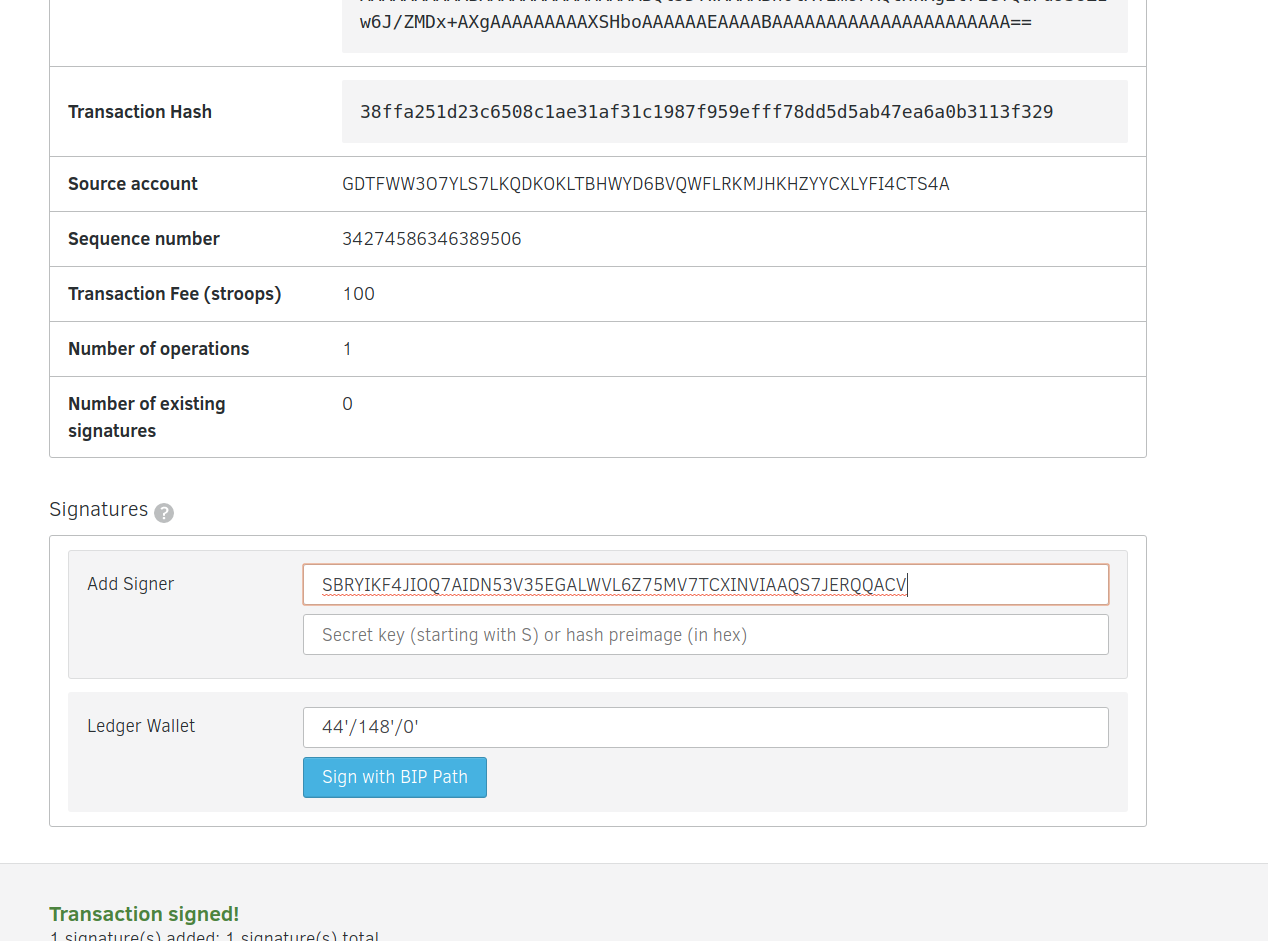 w6J/ZMDx+AXgAAAAAAAAAXSHboAAAAAAEAAAABAAAAAAAAAAAAAAAAAAAAAA==
Transaction Hash
38ffa251d23c6508c1ae31af31c1987f959efff78dd5d5ab47ea6a0b3113f329
Source account
GDTFWW3O7YLS7LKQDKOKLTBHWYD6BVQWFLRKMJHKHZYYCXLYFI4CTS4A
Sequence number
34274586346389506
Transaction Fee (stroops)
100
Number of operations
1
Number of existing
signatures
0
Signatures ?
Add Signer
SBRYIKF4JIOQ7AIDN53V35EGALWVL6Z75MV7TCXINVIAAQS7JERQQACV
Secret key (starting with S) or hash preimage (in hex)
Ledger Wallet
44'/148'/0'
Sign with BIP Path
Transaction signed!
1 signature(s) added; 1 signature(s) total